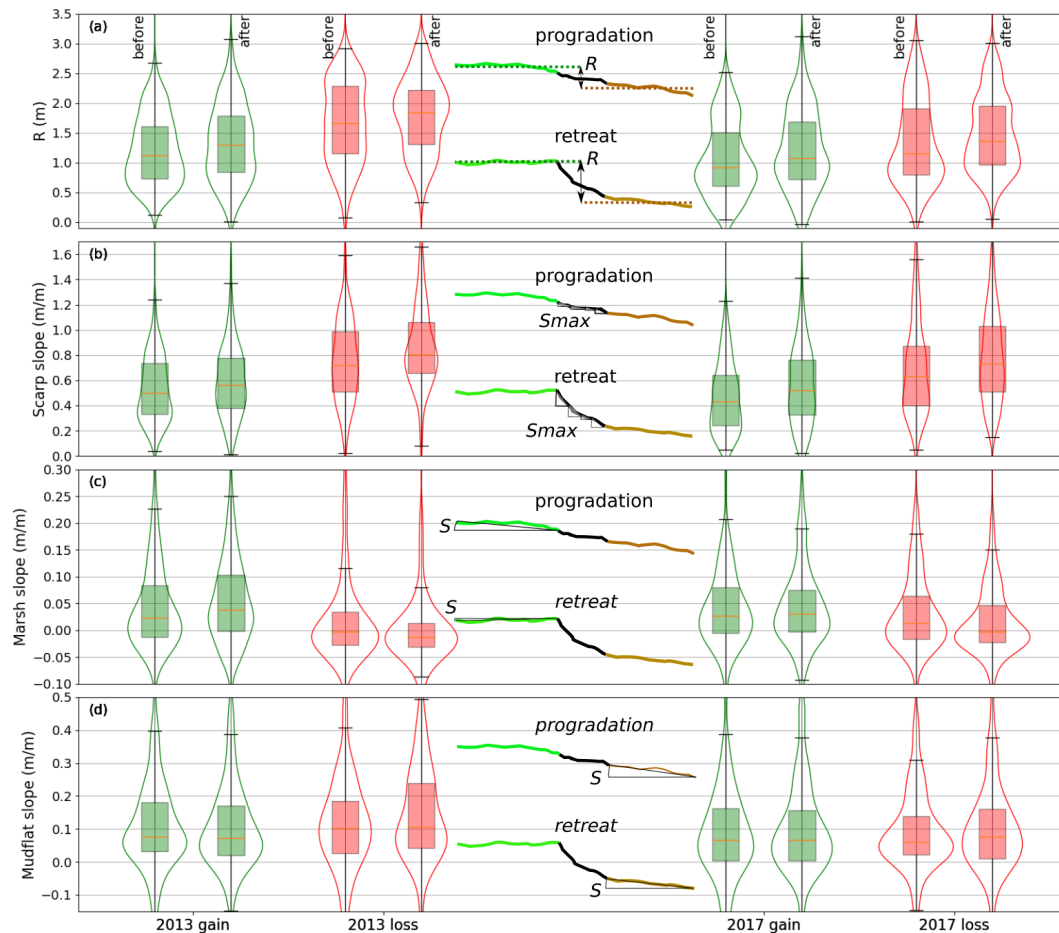 (a)
before
after
before
after
R (m)
3.5
3.0
2.5
2.0
1.5
1.0
0.5
0.0
progradation
R
retreat
R
(b)
Scarp slope (m/m)
1.6
1.4
1.2
1.0
0.8
0.6
0.4
0.2
0.0
progradation
Smax
retreat
Smax
(c)
Marsh slope (m/m)
0.30
0.25
0.20
0.15
0.10
0.05
0.00
−0.05
−0.10
progradation
S
retreat
S
(d)
Mudflat slope (m/m)
0.5
0.4
0.3
0.2
0.1
0.0
−0.1
progradation
S
retreat
S
2013 gain
2013 loss
2017 gain
2017 loss